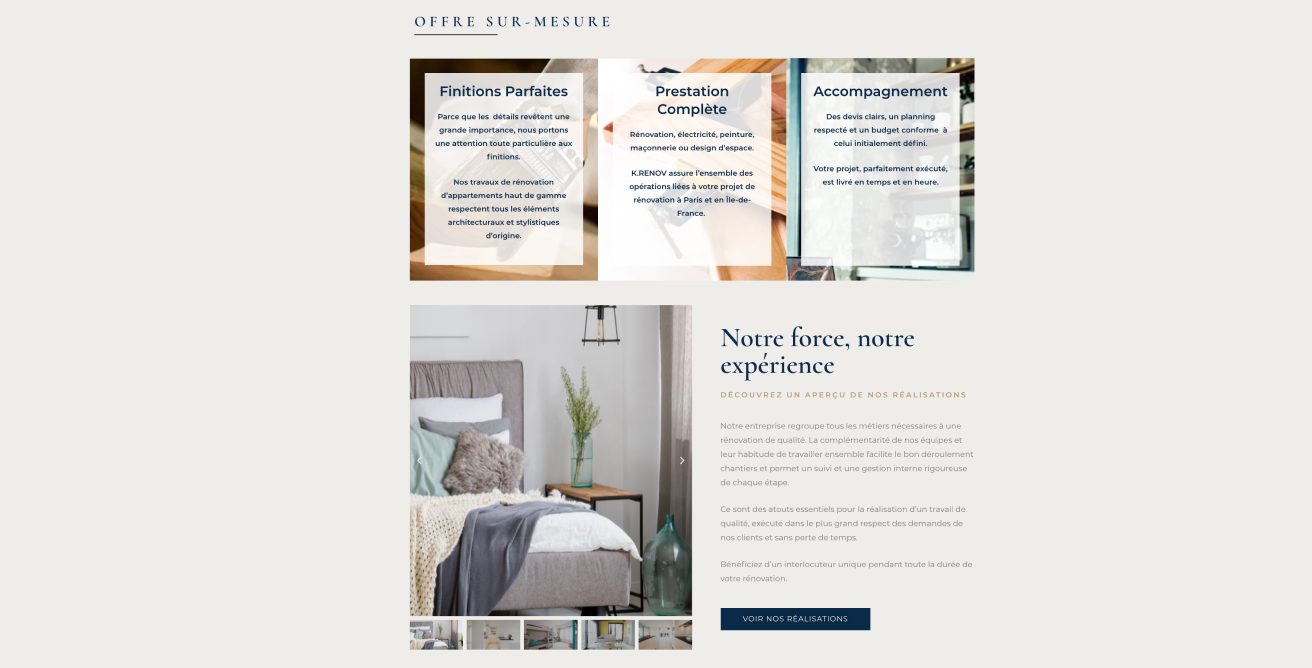 OFFRE SUR-MESURE
Finitions Parfaites
Parce que les détails revêtent une
grande importance, nous portons
une attention toute particulière aux
finitions.
Nos travaux de rénovation
d'appartements haut de gamme
respectent tous les éléments
architecturaux et stylistiques
d'origine.
Prestation
Complète
Rénovation, électricité, peinture,
maçonnerie ou design d'espace.
K.RENOV assure l'ensemble des
opérations liées à votre projet de
rénovation à Paris et en Île-de-
France.
Accompagnement
Des devis clairs, un planning
respecté et un budget conforme à
celui initialement défini.
Votre projet, parfaitement exécuté,
est livré en temps et en heure.
Notre force, notre
expérience
DÉCOUVREZ UN APERÇU DE NOS RÉALISATIONS
Notre entreprise regroupe tous les métiers nécessaires à une
rénovation de qualité. La complémentarité de nos équipes et
leur habitude de travailler ensemble facilite le bon déroulement
chantiers et permet un suivi et une gestion interne rigoureuse
de chaque étape.
Ce sont des atouts essentiels pour la réalisation d'un travail de
qualité, exécuté dans le plus grand respect des demandes de
nos clients et sans perte de temps.
Bénéficiez d'un interlocuteur unique pendant toute la durée de
votre rénovation.
VOIR NOS RÉALISATIONS